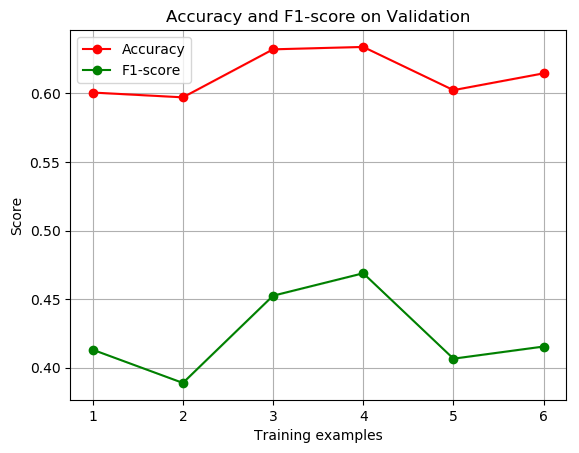 Accuracy and F1-score on Validation
Accuracy
F1-score
0.60
0.55
0.50
0.45
0.40
Score
1 2 3 4 5 6
Training examples